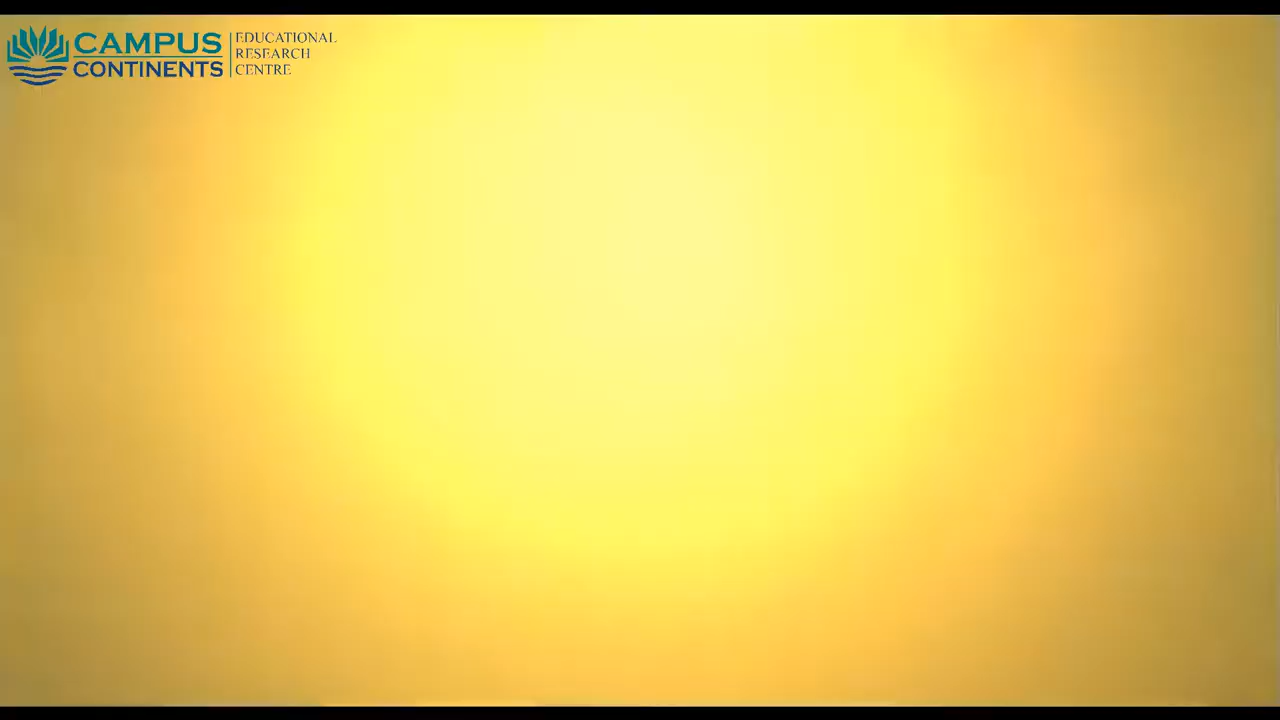 CAMPUS
CONTINENTS
EDUCATIONAL
RESEARCH
CENTRE